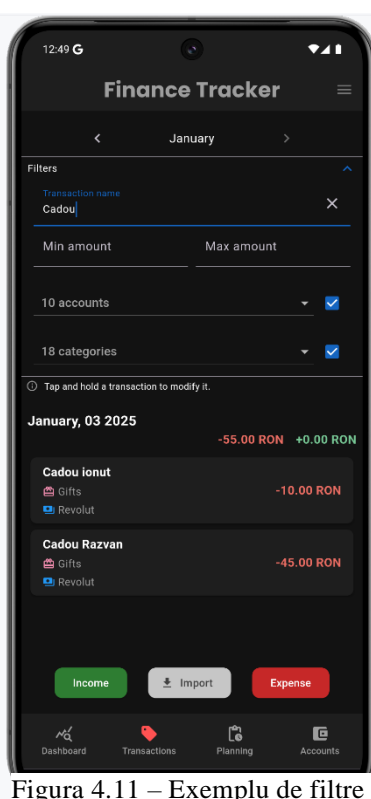 12:49 G
Finance Tracker
January
Filters
Transaction name
Cadou
Min amount Max amount
10 accounts
18 categories
Tap and hold a transaction to modify it.
January, 03 2025
-55.00 RON +0.00 RON
Cadou ionut
Gifts -10.00 RON
Revolut
Cadou Razvan
Gifts -45.00 RON
Revolut
Income Import Expense
Dashboard Transactions Planning Accounts
Figura 4.11 – Exemplu de filtre